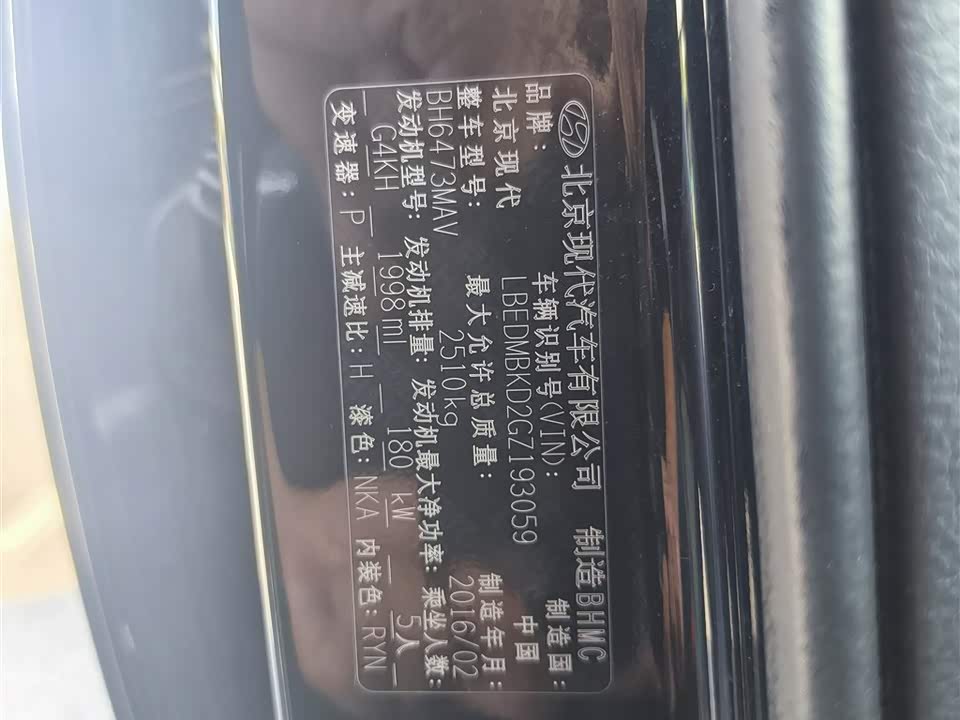 北京现代汽车有限公司 制造BHMC
品牌: 车辆识别号(VIN): 制造国:
北京现代 LBEDMBKD2GZ193059 中国
整车型号: 最大允许总质量: 制造年月:
BH6473MAV 2510kg 2016/02
发动机型号: 发动机排量: 发动机最大净功率: 乘坐人数:
G4KH 1998ml 180 kW 5人
变速器: P 主减速比: H 漆色: NKA 内装色: RYN